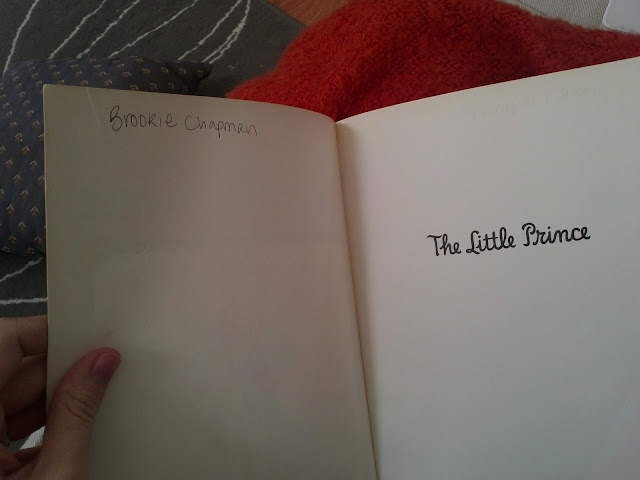 Brookie Chapman
The Little Prince